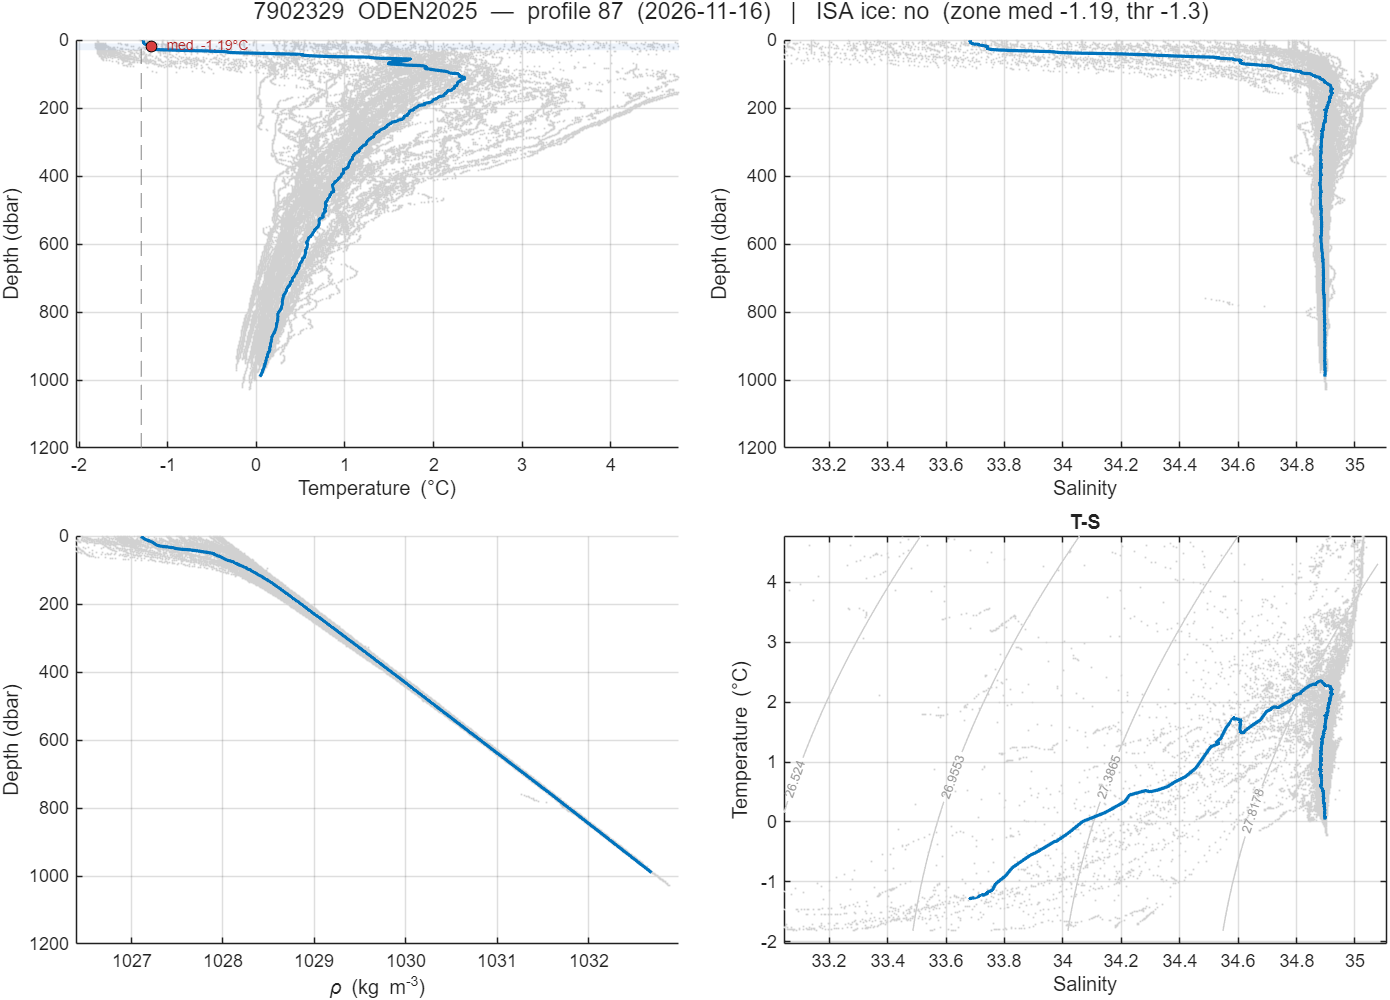 7902329 ODEN2025 — profile 87 (2026-11-16) | ISA ice: no (zone med -1.19, thr -1.3)
med -1.19°C
0
200
400
600
800
1000
1200
-2 -1 0 1 2 3 4
Temperature (°C)
Depth (dbar)
0
200
400
600
800
1000
1200
33.2 33.4 33.6 33.8 34 34.2 34.4 34.6 34.8 35
Salinity
Depth (dbar)
0
200
400
600
800
1000
1200
1027 1028 1029 1030 1031 1032
ρ (kg m-3)
Depth (dbar)
T-S
4
3
2
1
0
-1
-2
26.524
26.9553
27.3865
27.8178
33.2 33.4 33.6 33.8 34 34.2 34.4 34.6 34.8 35
Salinity
Temperature (°C)